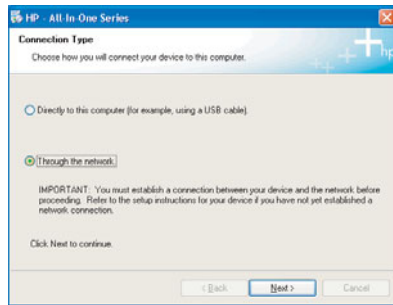 HP - All-In-One Series
Connection Type
Choose how you will connect your device to this computer.
hp
Directly to this computer (for example, using a USB cable)
Through the network.
IMPORTANT: You must establish a connection between your device and the network before
proceeding. Refer to the setup instructions for your device if you have not yet established a
network connection.
Click Next to continue.
< Back Next > Cancel